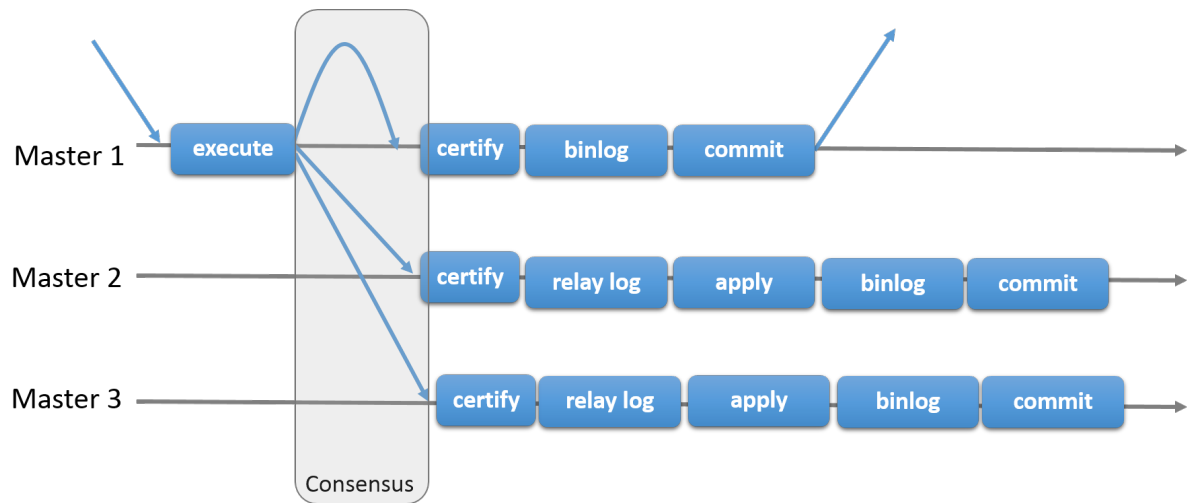 Master 1 execute certify binlog commit
Master 2 certify relay log apply binlog commit
Master 3 certify relay log apply binlog commit
Consensus